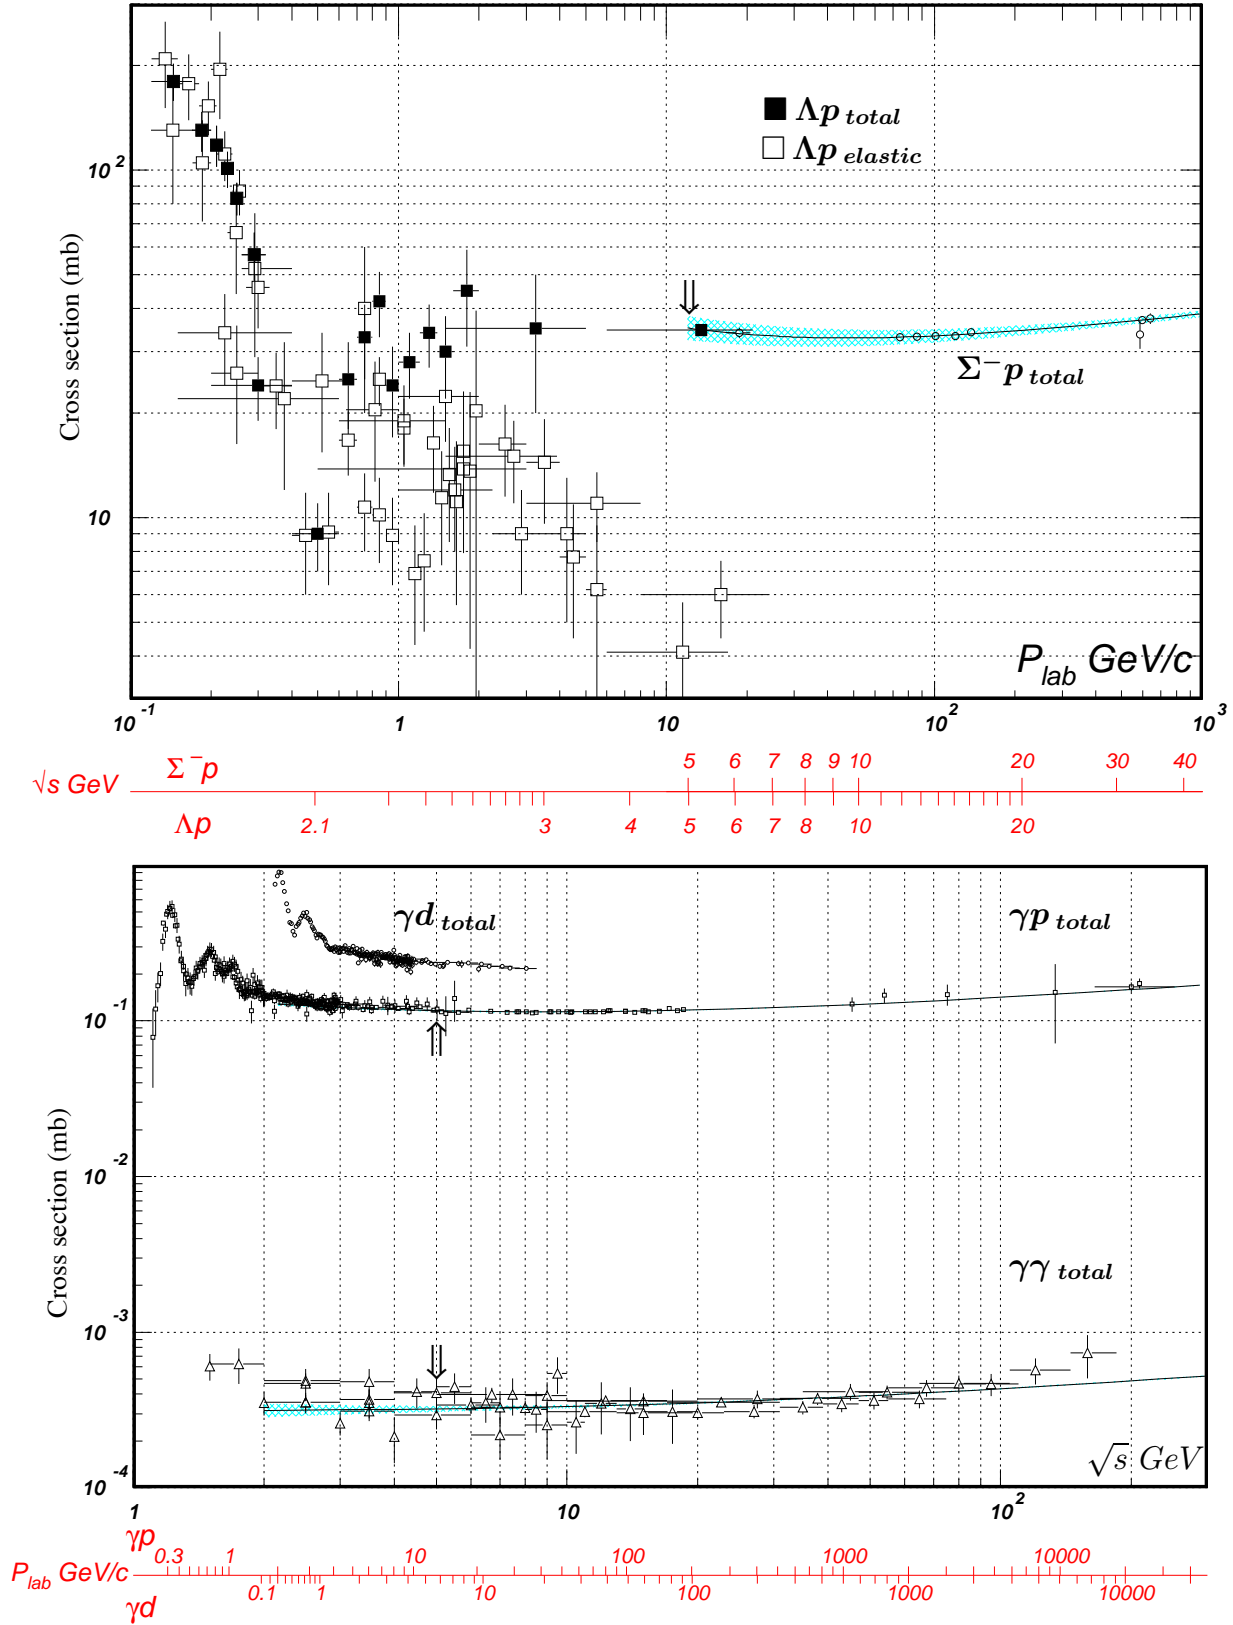 Λp total
Λp elastic
10²
Cross section (mb)
Σ⁻p total
10
P_lab GeV/c
10⁻¹ 1 10 10² 10³
Σ⁻p 5 6 7 8 9 10 20 30 40
√s GeV
Λp 2.1 3 4 5 6 7 8 10 20
γd total γp total
10⁻¹
Cross section (mb)
10⁻²
γγ total
10⁻³
√s GeV
10⁻⁴
1 10 10²
γp
0.3 1 10 100 1000 10000
P_lab GeV/c
0.1 1 10 100 1000 10000
γd